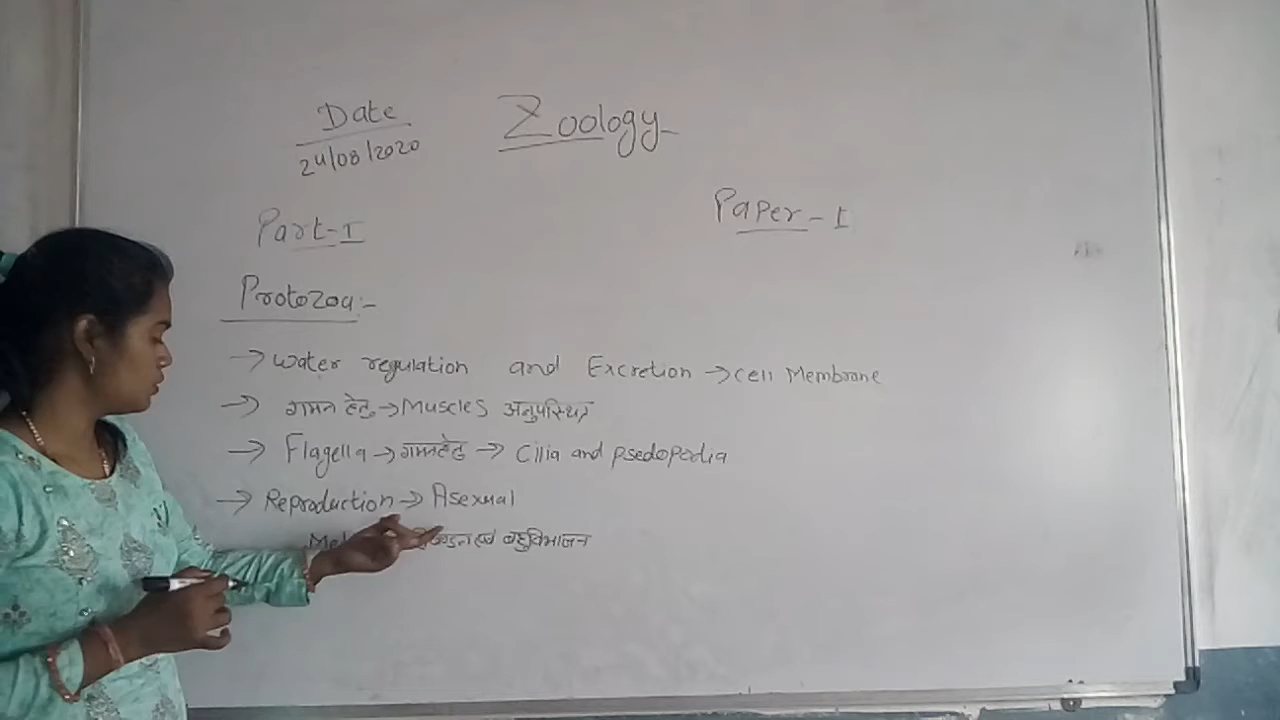 Date
24/08/2020
Zoology
Part-I
Paper-I
Protozoa:-
→ Water regulation and Excretion → Cell Membrane
→ गमन हेतु → Muscles अनुपस्थित
→ Flagella → गमनहेतु → Cilia and psedopodia
→ Reproduction → Asexual
एवं बहुविभाजन